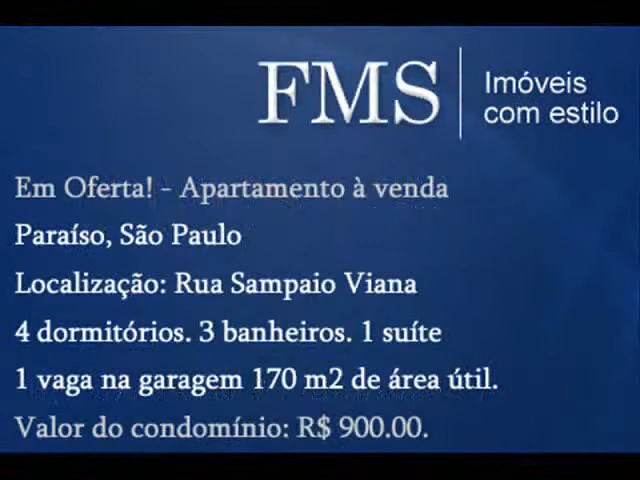 FMS
Imóveis
com estilo
Em Oferta! - Apartamento à venda
Paraíso, São Paulo
Localização: Rua Sampaio Viana
4 dormitórios. 3 banheiros. 1 suíte
1 vaga na garagem 170 m2 de área útil.
Valor do condomínio: R$ 900.00.